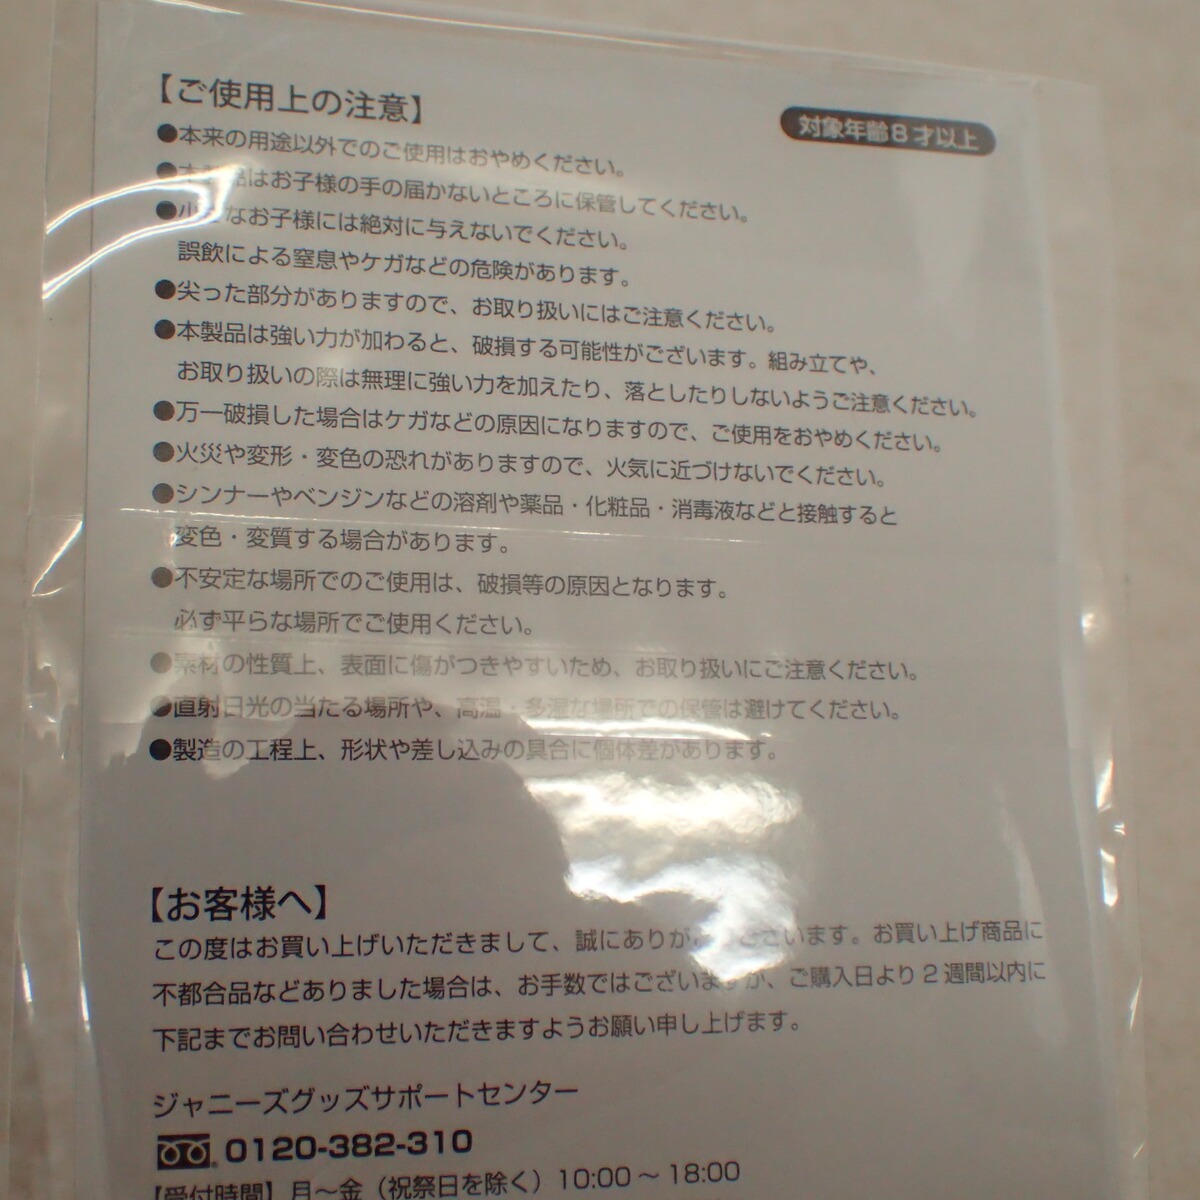 【ご使用上の注意】
対象年齢8才以上
●本来の用途以外でのご使用はおやめください。
●本製品はお子様の手の届かないところに保管してください。
●小さなお子様には絶対に与えないでください。
誤飲による窒息やケガなどの危険があります。
●尖った部分がありますので、お取り扱いにはご注意ください。
●本製品は強い力が加わると、破損する可能性がございます。組み立てや、
お取り扱いの際は無理に強い力を加えたり、落としたりしないようご注意ください。
●万一破損した場合はケガなどの原因になりますので、ご使用をおやめください。
●火災や変形・変色の恐れがありますので、火気に近づけないでください。
●シンナーやベンジンなどの溶剤や薬品・化粧品・消毒液などと接触すると
変色・変質する場合があります。
●不安定な場所でのご使用は、破損等の原因となります。
必ず平らな場所でご使用ください。
●素材の性質上、表面に傷がつきやすいため、お取り扱いにご注意ください。
●直射日光の当たる場所や、高温・多湿な場所での保管は避けてください。
●製造の工程上、形状や差し込みの具合に個体差があります。
【お客様へ】
この度はお買い上げいただきまして、誠にありがとうございます。お買い上げ商品に
不都合品などありました場合は、お手数ではございますが、ご購入日より2週間以内に
下記までお問い合わせいただきますようお願い申し上げます。
ジャニーズグッズサポートセンター
0120-382-310
【受付時間】月〜金（祝祭日を除く）10:00〜18:00